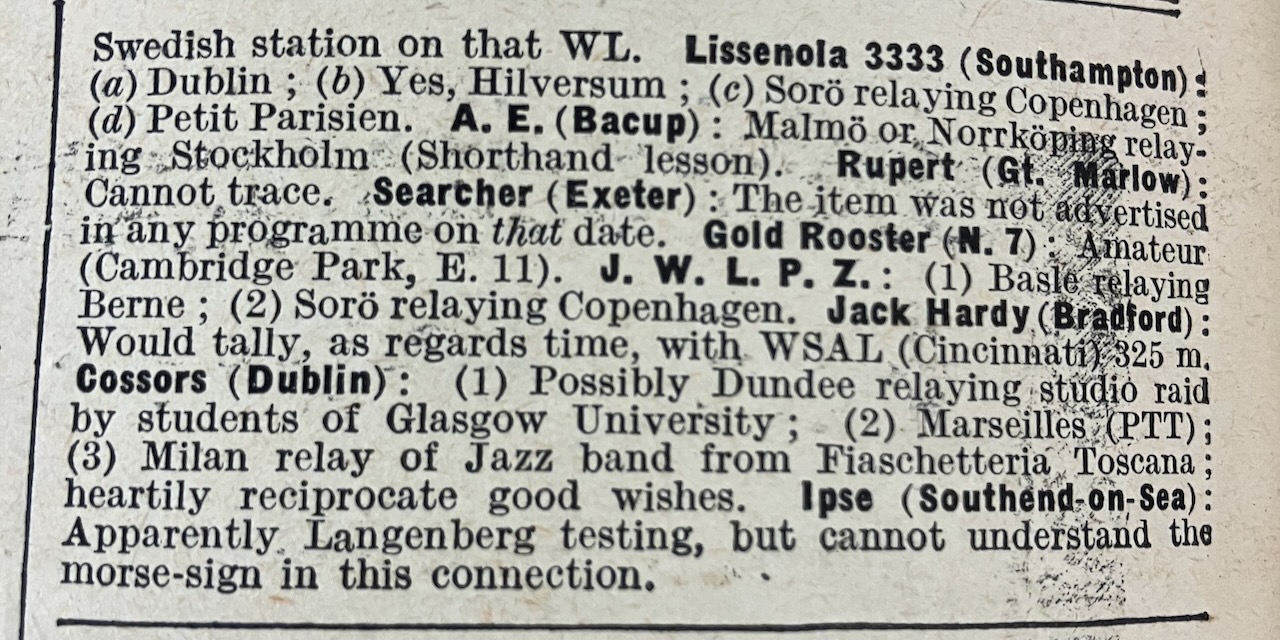 Swedish station on that WL. Lissenola 3333 (Southampton):
(a) Dublin ; (b) Yes, Hilversum ; (c) Sorö relaying Copenhagen ;
(d) Petit Parisien. A. E. (Bacup) : Malmö or Norrköping relay-
ing Stockholm (Shorthand lesson). Rupert (Gt. Marlow) :
Cannot trace. Searcher (Exeter) : The item was not advertised
in any programme on that date. Gold Rooster (N. 7) : Amateur
(Cambridge Park, E. 11). J. W. L. P. Z. : (1) Basle relaying
Berne ; (2) Sorö relaying Copenhagen. Jack Hardy (Bradford) :
Would tally, as regards time, with WSAL (Cincinnati) 325 m.
Cossors (Dublin) : (1) Possibly Dundee relaying studio raid
by students of Glasgow University ; (2) Marseilles (PTT) ;
(3) Milan relay of Jazz band from Fiaschetteria Toscana ;
heartily reciprocate good wishes. Ipse (Southend-on-Sea) :
Apparently Langenberg testing, but cannot understand the
morse-sign in this connection.